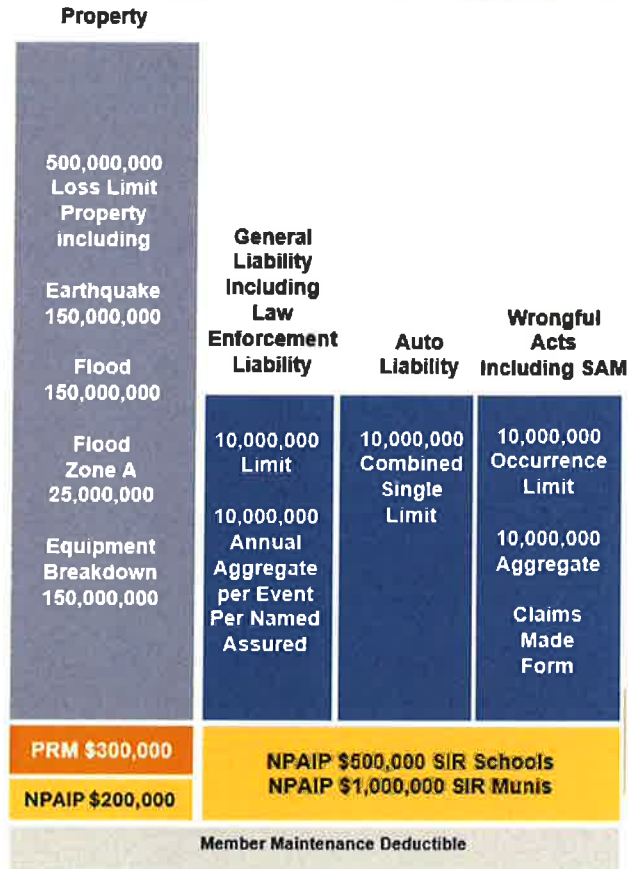 Property
500,000,000
Loss Limit
Property
including
Earthquake
150,000,000
Flood
150,000,000
Flood
Zone A
25,000,000
Equipment
Breakdown
150,000,000
PRM $300,000
NPAIP $200,000
General
Liability
Including
Law
Enforcement
Liability
10,000,000
Limit
10,000,000
Annual
Aggregate
per Event
Per Named
Assured
Auto
Liability
10,000,000
Combined
Single
Limit
Wrongful
Acts
Including SAM
10,000,000
Occurrence
Limit
10,000,000
Aggregate
Claims
Made
Form
NPAIP $500,000 SIR Schools
NPAIP $1,000,000 SIR Munis
Member Maintenance Deductible